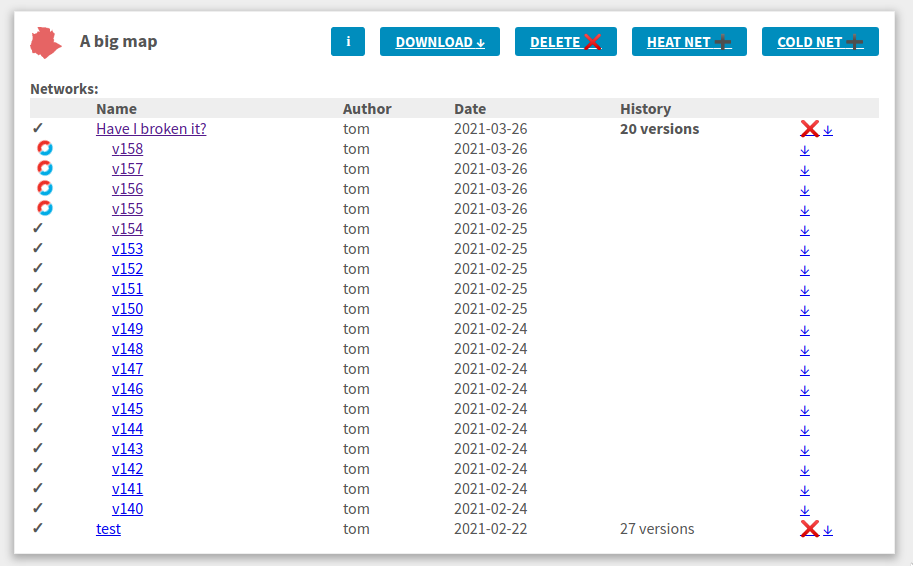 A big map i DOWNLOAD ↓ DELETE ❌ HEAT NET ➕ COLD NET ➕
Networks:
Name Author Date History
✓ Have I broken it? tom 2021-03-26 20 versions ❌ ↓
v158 tom 2021-03-26 ↓
v157 tom 2021-03-26 ↓
v156 tom 2021-03-26 ↓
v155 tom 2021-03-26 ↓
✓ v154 tom 2021-02-25 ↓
✓ v153 tom 2021-02-25 ↓
✓ v152 tom 2021-02-25 ↓
✓ v151 tom 2021-02-25 ↓
✓ v150 tom 2021-02-25 ↓
✓ v149 tom 2021-02-24 ↓
✓ v148 tom 2021-02-24 ↓
✓ v147 tom 2021-02-24 ↓
✓ v146 tom 2021-02-24 ↓
✓ v145 tom 2021-02-24 ↓
✓ v144 tom 2021-02-24 ↓
✓ v143 tom 2021-02-24 ↓
✓ v142 tom 2021-02-24 ↓
✓ v141 tom 2021-02-24 ↓
✓ v140 tom 2021-02-24 ↓
✓ test tom 2021-02-22 27 versions ❌ ↓